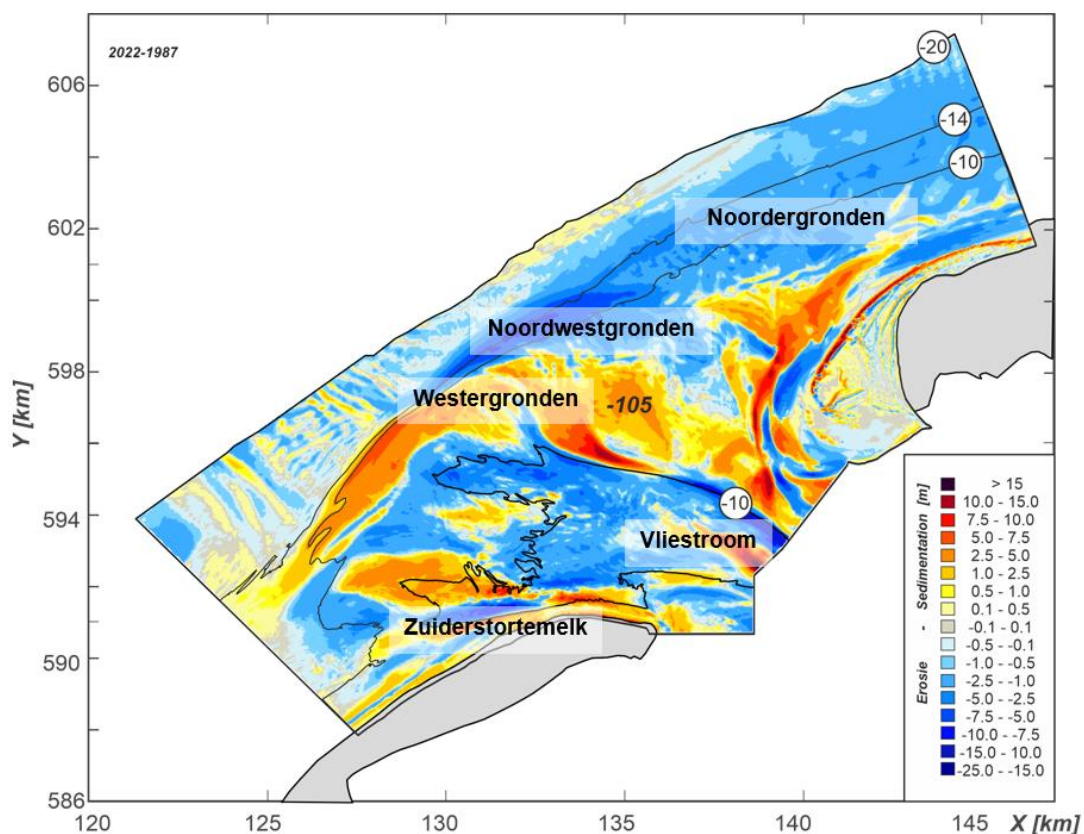 2022-1987
-20
606
-14
-10
602
Noordergronden
Noordwestgronden
598
Westergronden
-105
Y [km]
> 15
10.0 - 15.0
-10
7.5 - 10.0
594
5.0 - 7.5
Vliestroom
2.5 - 5.0
1.0 - 2.5
0.5 - 1.0
0.1 - 0.5
Zuiderstortemelk
-0.1 - 0.1
590
-0.5 - -0.1
-1.0 - -0.5
-2.5 - -1.0
-5.0 - -2.5
-7.5 - -5.0
-10.0 - -7.5
-15.0 - 10.0
-25.0 - -15.0
Erosie - Sedimentation [m]
586
120 125 130 135 140 145 X [km]